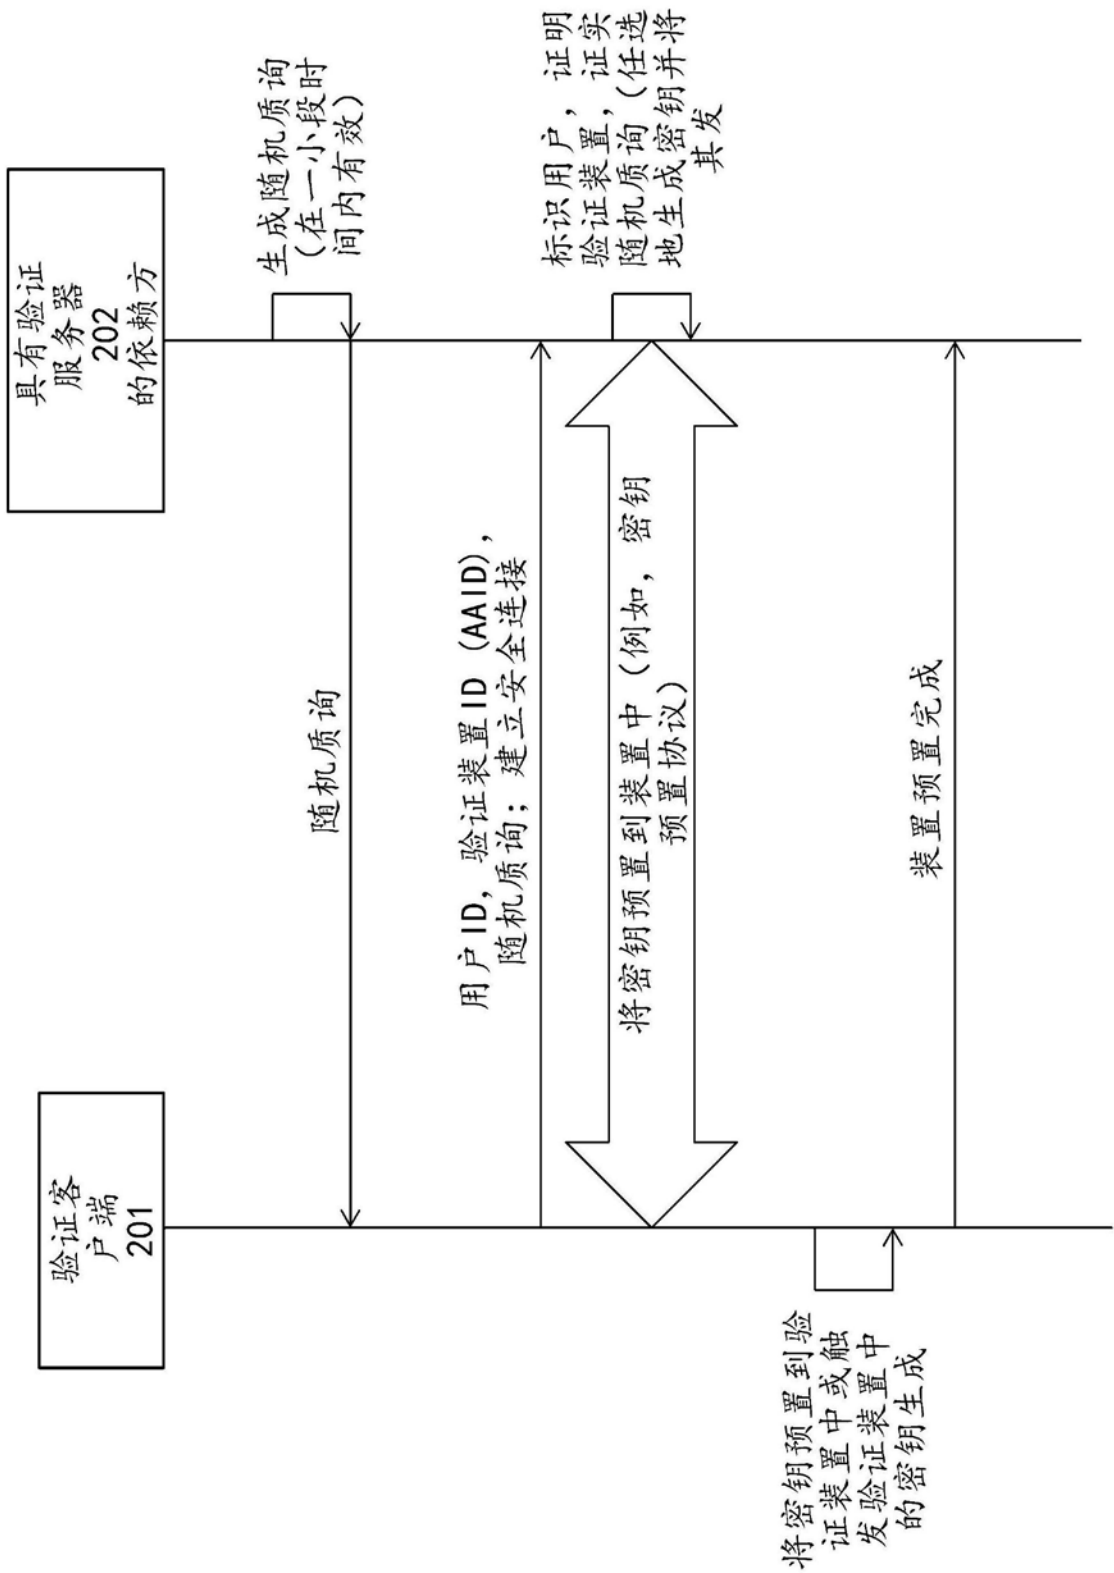 验证客
户端
201
具有验证
服务器
202
的依赖方
生成随机质询
(在一小段时
间内有效)
随机质询
用户ID，验证装置ID (AAID)，
随机质询；建立安全连接
标识用户，证明
验证装置，证实
随机质询 (任选
地生成密钥并将
其发
将密钥预置到装置中 (例如，密钥
预置协议)
将密钥预置到验
证装置中或触
发验证装置中
的密钥生成
装置预置完成